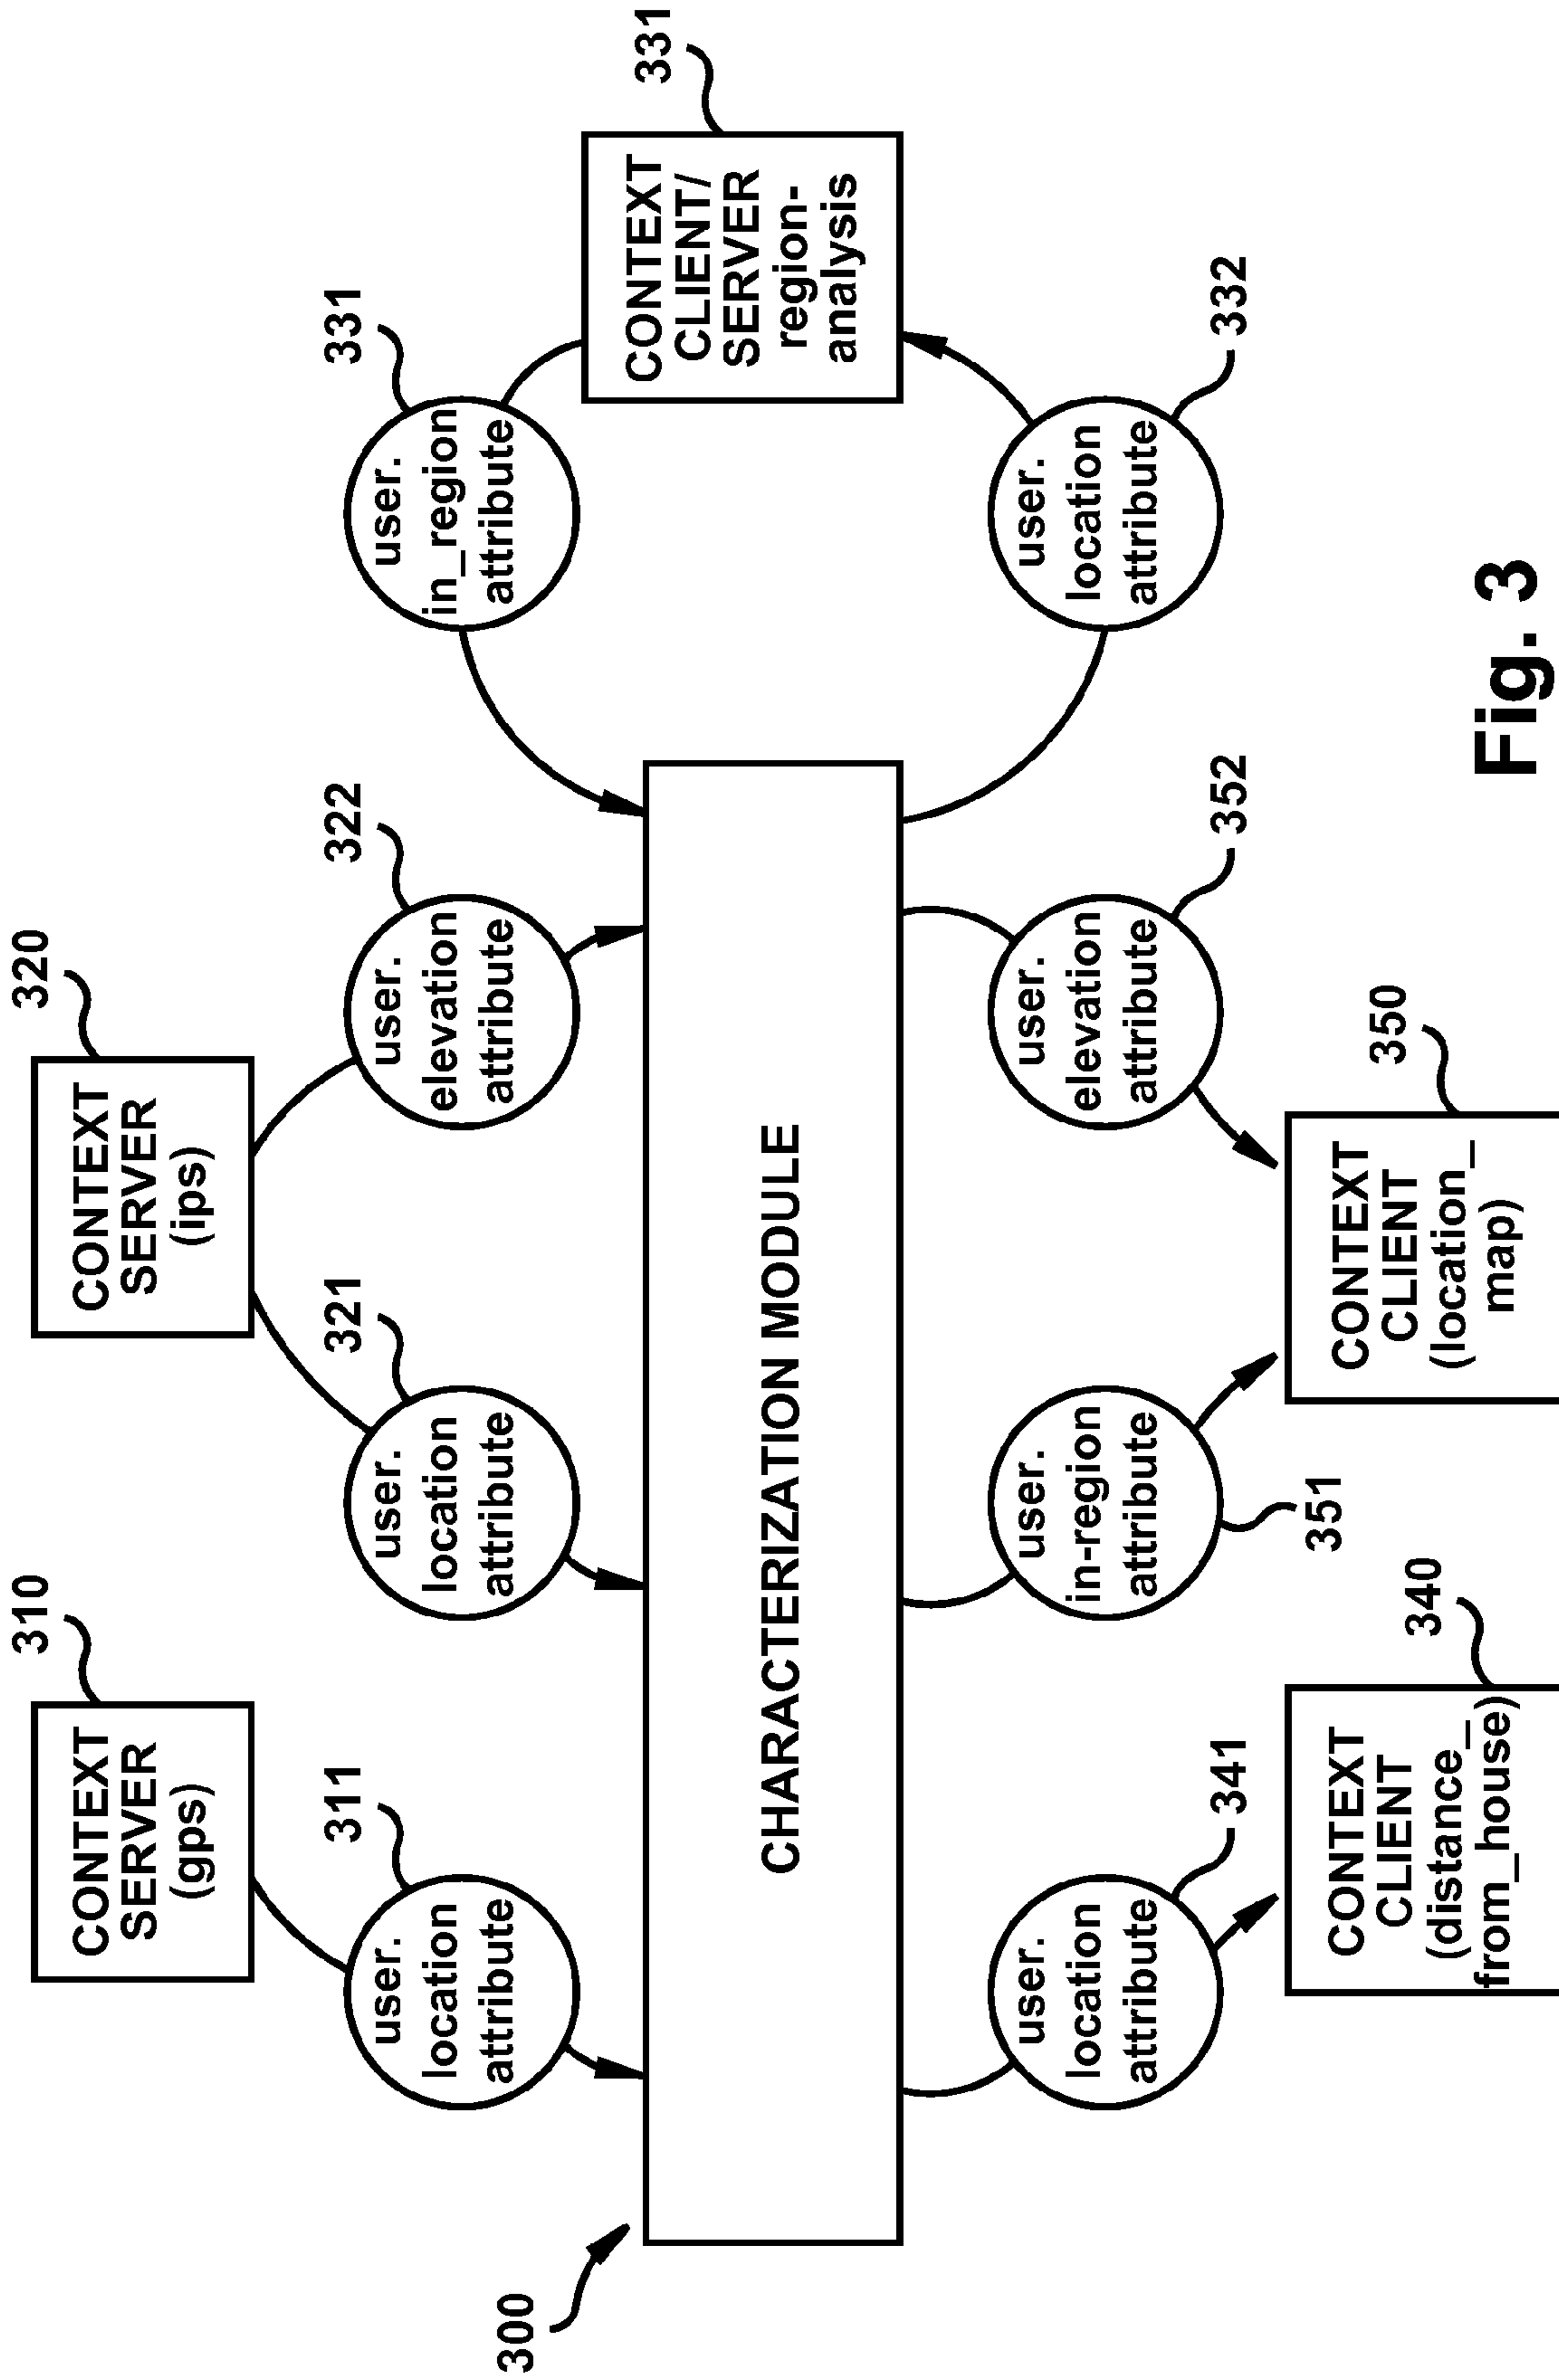 310
320
CONTEXT
SERVER
(gps)
CONTEXT
SERVER
(ips)
311
321
322
331
331
user.
location
attribute
user.
location
attribute
user.
elevation
attribute
user.
in_region
attribute
300
CHARACTERIZATION MODULE
CONTEXT
CLIENT/
SERVER
region-
analysis
user.
location
attribute
user.
in-region
attribute
user.
elevation
attribute
user.
location
attribute
341
351
352
332
340
350
CONTEXT
CLIENT
(distance_
from_house)
CONTEXT
CLIENT
(location_
map)
Fig. 3